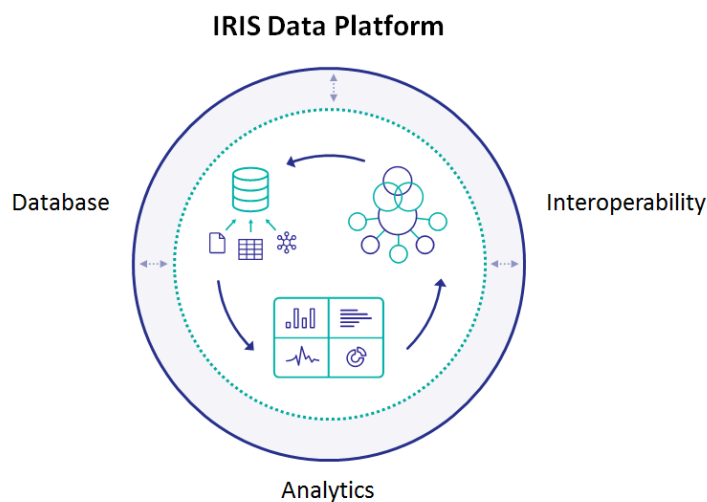 IRIS Data Platform
Database
Interoperability
Analytics